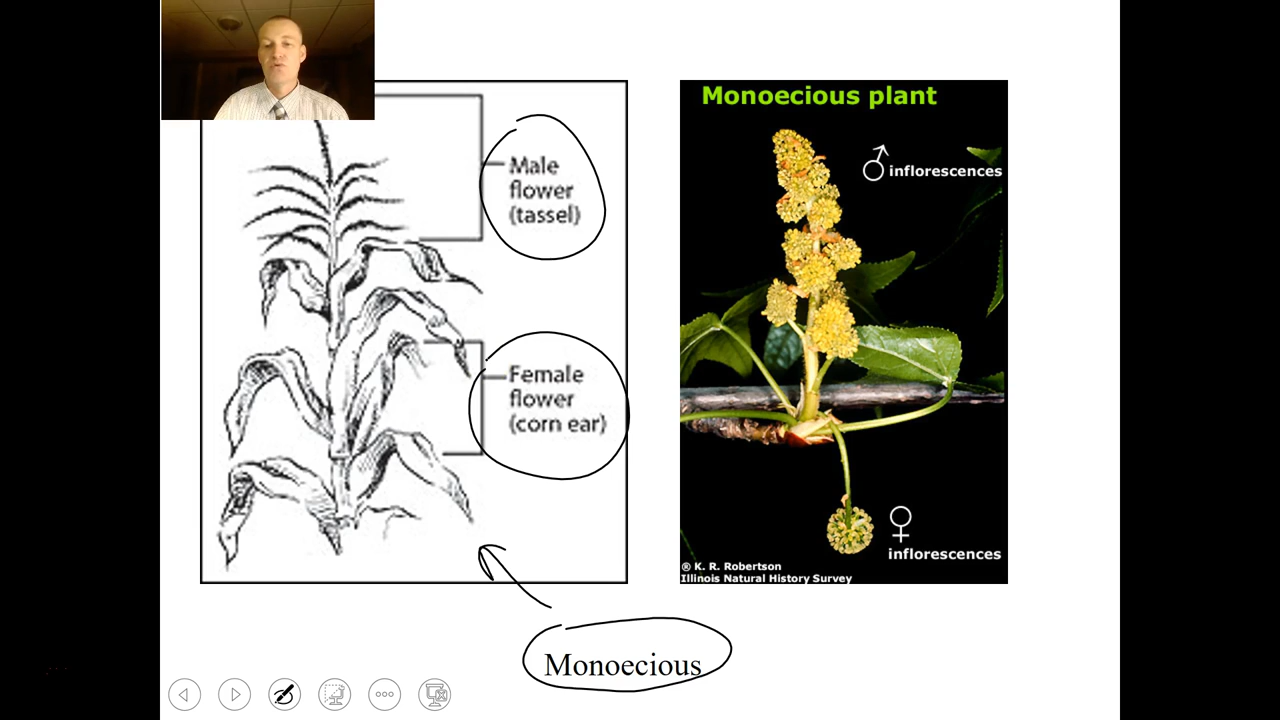 Male
flower
(tassel)
Female
flower
(corn ear)
Monoecious plant
♂ inflorescences
♀
inflorescences
® K. R. Robertson
Illinois Natural History Survey
Monoecious